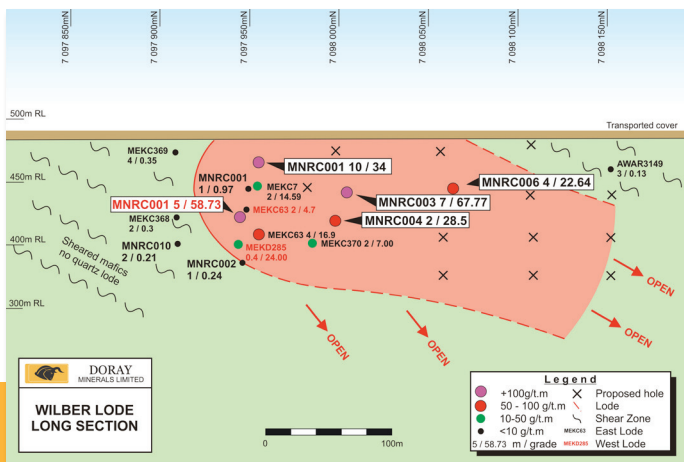 7 097 850mN
7 097 900mN
7 097 950mN
7 098 000mN
7 098 050mN
7 098 100mN
7 098 150mN
500m RL
Transported cover
MEKC369
4 / 0.35
MNRC001 10 / 34
AWAR3149
3 / 0.13
MNRC001
1 / 0.97
MEKC7
2 / 14.59
MNRC006 4 / 22.64
450m RL
MNRC001 5 / 58.73
MEKC63 2 / 4.7
MNRC003 7 / 67.77
MEKC368
2 / 0.3
MNRC004 2 / 28.5
MEKC63 4 / 16.9
MNRC010
2 / 0.21
MEKD285
0.4 / 24.00
MEKC370 2 / 7.00
400m RL
Sheared mafics
no quartz lode
MNRC002
1 / 0.24
300m RL
OPEN
OPEN
OPEN
OPEN
DORAY
MINERALS LIMITED
WILBER LODE
LONG SECTION
0
100m
Legend
+100g/t.m
50 - 100 g/t.m
10-50 g/t.m
<10 g/t.m
5 / 58.73 m / grade
Proposed hole
Lode
Shear Zone
MEKC63 East Lode
MEKD285 West Lode